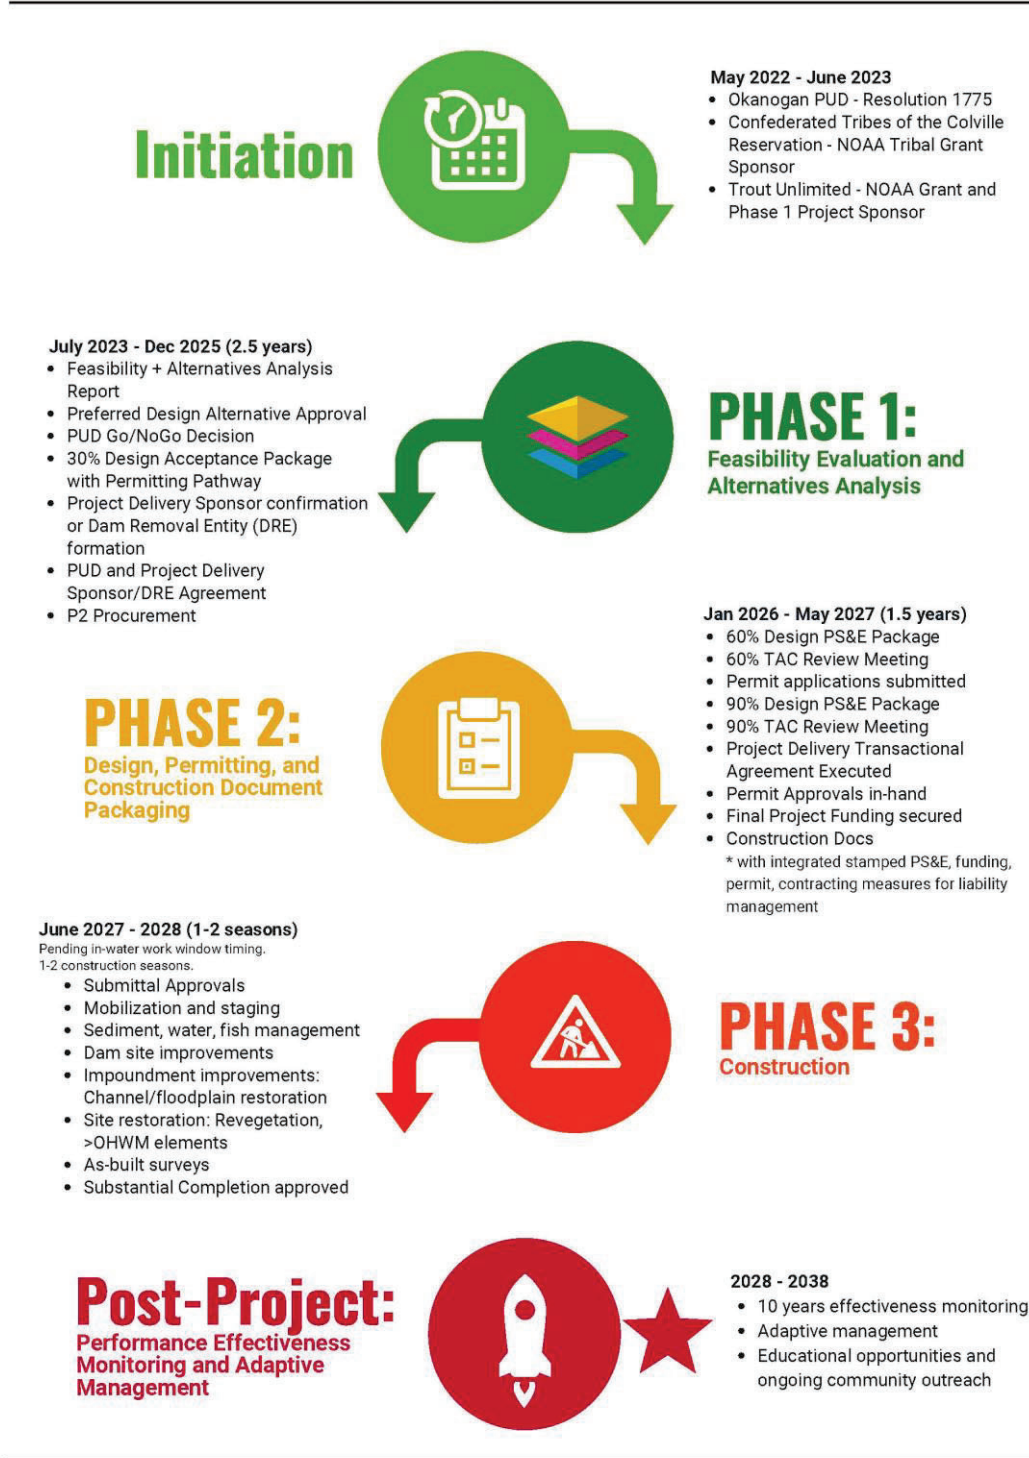 Initiation
May 2022 - June 2023
• Okanogan PUD - Resolution 1775
• Confederated Tribes of the Colville
Reservation - NOAA Tribal Grant
Sponsor
• Trout Unlimited - NOAA Grant and
Phase 1 Project Sponsor
July 2023 - Dec 2025 (2.5 years)
• Feasibility + Alternatives Analysis
Report
• Preferred Design Alternative Approval
• PUD Go/NoGo Decision
• 30% Design Acceptance Package
with Permitting Pathway
• Project Delivery Sponsor confirmation
or Dam Removal Entity (DRE)
formation
• PUD and Project Delivery
Sponsor/DRE Agreement
• P2 Procurement
PHASE 1:
Feasibility Evaluation and
Alternatives Analysis
PHASE 2:
Design, Permitting, and
Construction Document
Packaging
Jan 2026 - May 2027 (1.5 years)
• 60% Design PS&E Package
• 60% TAC Review Meeting
• Permit applications submitted
• 90% Design PS&E Package
• 90% TAC Review Meeting
• Project Delivery Transactional
Agreement Executed
• Permit Approvals in-hand
• Final Project Funding secured
• Construction Docs
* with integrated stamped PS&E, funding,
permit, contracting measures for liability
management
June 2027 - 2028 (1-2 seasons)
Pending in-water work window timing.
1-2 construction seasons.
• Submittal Approvals
• Mobilization and staging
• Sediment, water, fish management
• Dam site improvements
• Impoundment improvements:
Channel/floodplain restoration
• Site restoration: Revegetation,
>OHWM elements
• As-built surveys
• Substantial Completion approved
PHASE 3:
Construction
Post-Project:
Performance Effectiveness
Monitoring and Adaptive
Management
2028 - 2038
• 10 years effectiveness monitoring
• Adaptive management
• Educational opportunities and
ongoing community outreach